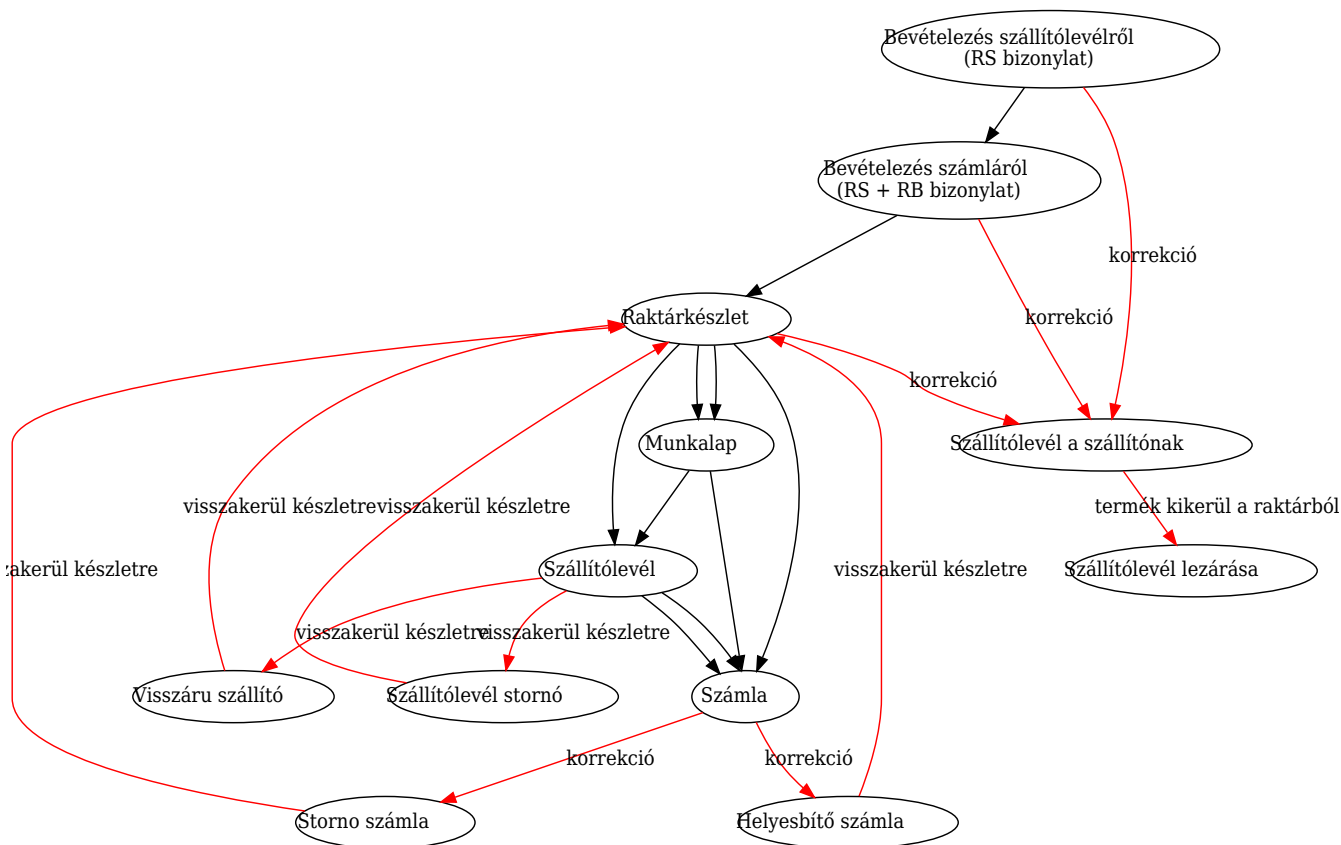 Bevételezés szállítólevélről
(RS bizonylat)
Bevételezés számláról
(RS + RB bizonylat)
korrekció
korrekció
Raktárkészlet
korrekció
Munkalap
Szállítólevél a szállítónak
visszakerül készletre
visszakerül készletre
termék kikerül a raktárból
zakerül készletre
Szállítólevél
visszakerül készletre
Szállítólevél lezárása
visszakerül készletre
visszakerül készletre
Visszáru szállító
Szállítólevél stornó
Számla
korrekció
korrekció
Storno számla
Helyesbítő számla